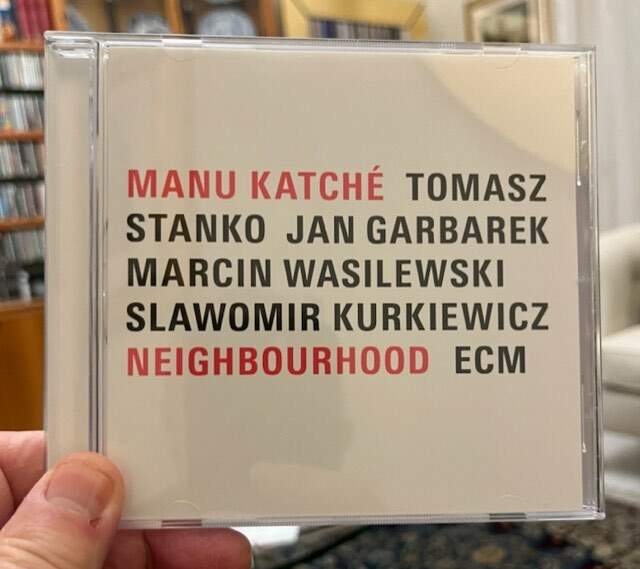 MANU KATCHÉ TOMASZ
STANKO JAN GARBAREK
MARCIN WASILEWSKI
SLAWOMIR KURKIEWICZ
NEIGHBOURHOOD ECM